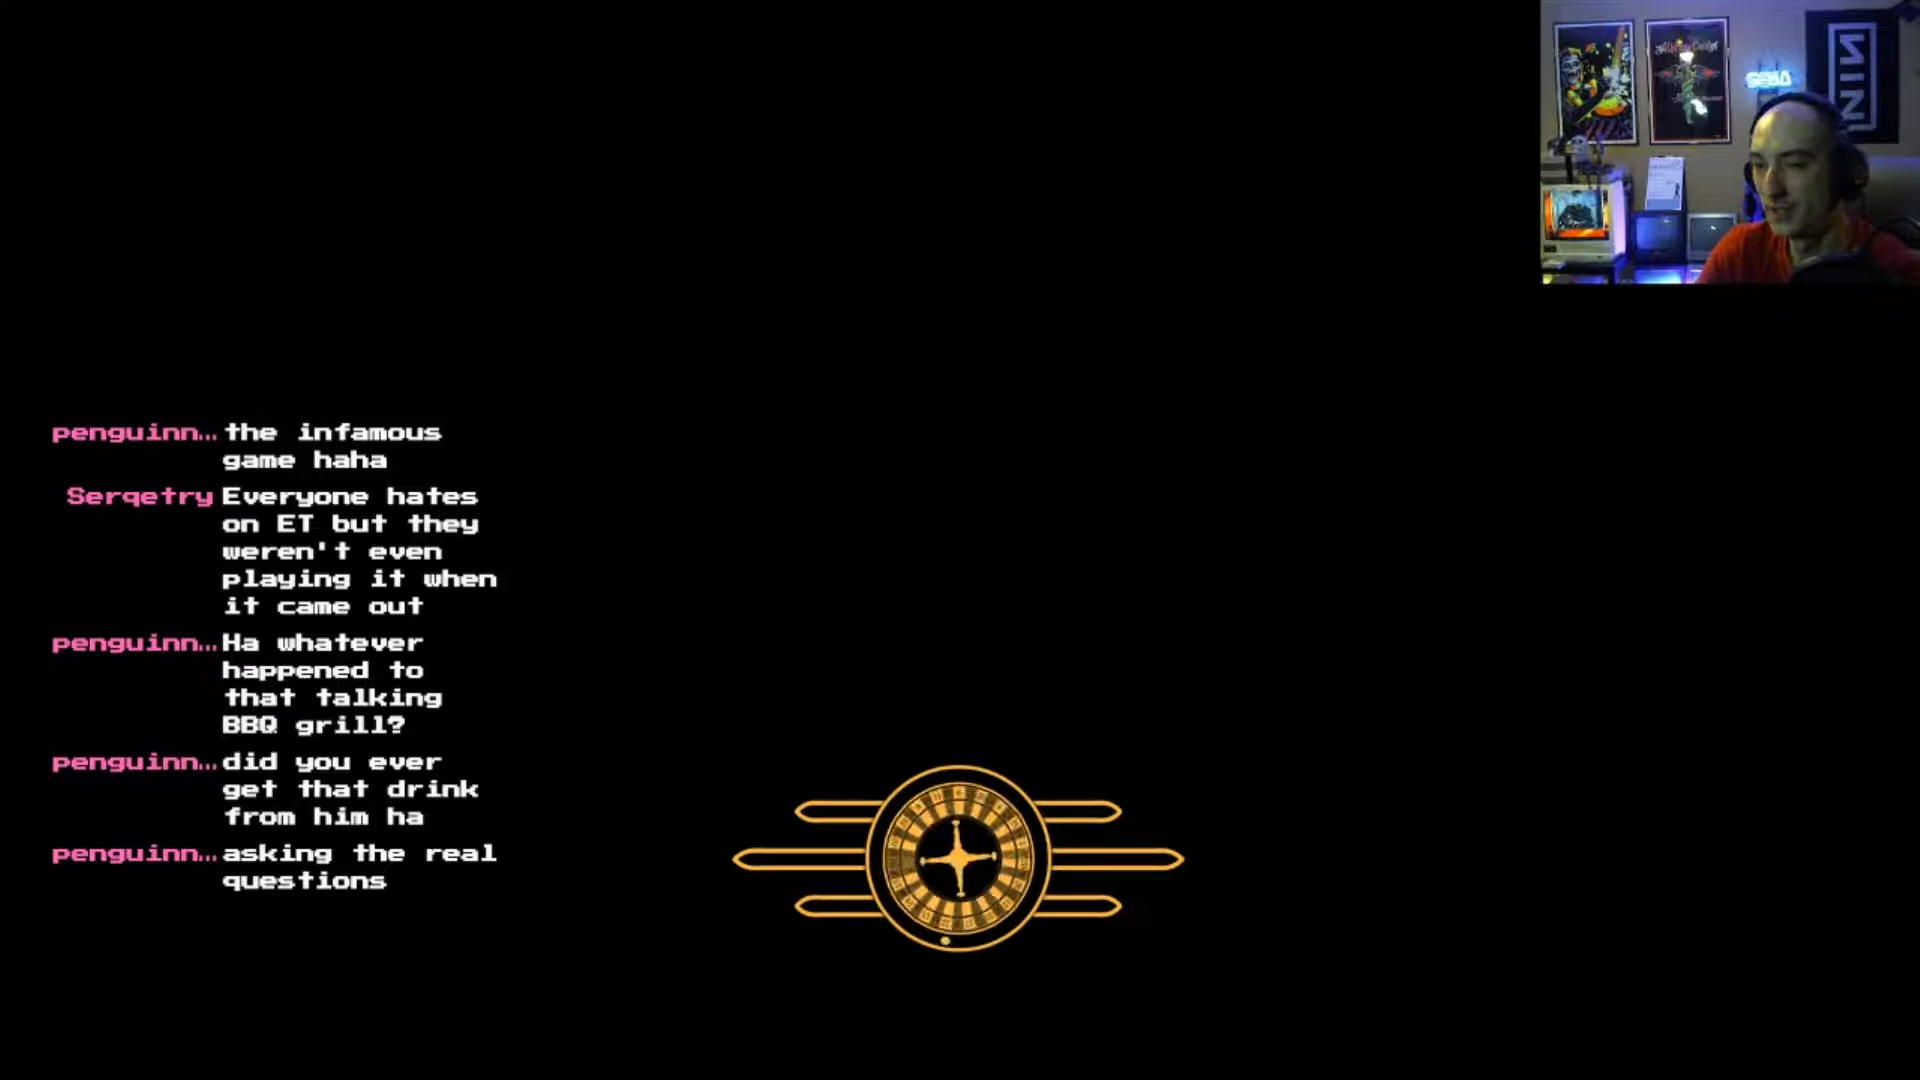 penguinn... the infamous
game haha
Serqetry Everyone hates
on ET but they
weren't even
playing it when
it came out
penguinn... Ha whatever
happened to
that talking
BBQ grill?
penguinn... did you ever
get that drink
from him ha
penguinn... asking the real
questions
SEGA
NIN